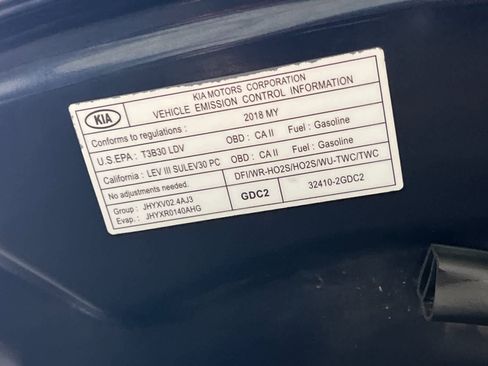 KIA
KIA MOTORS CORPORATION
VEHICLE EMISSION CONTROL INFORMATION
Conforms to regulations : 2018 MY
U.S.EPA : T3B30 LDV OBD : CA II Fuel : Gasoline
California : LEV III SULEV30 PC OBD : CA II Fuel : Gasoline
No adjustments needed. DFI/WR-HO2S/HO2S/WU-TWC/TWC
Group : JHYXV02.4AJ3 GDC2 32410-2GDC2
Evap. : JHYXR0140AHG